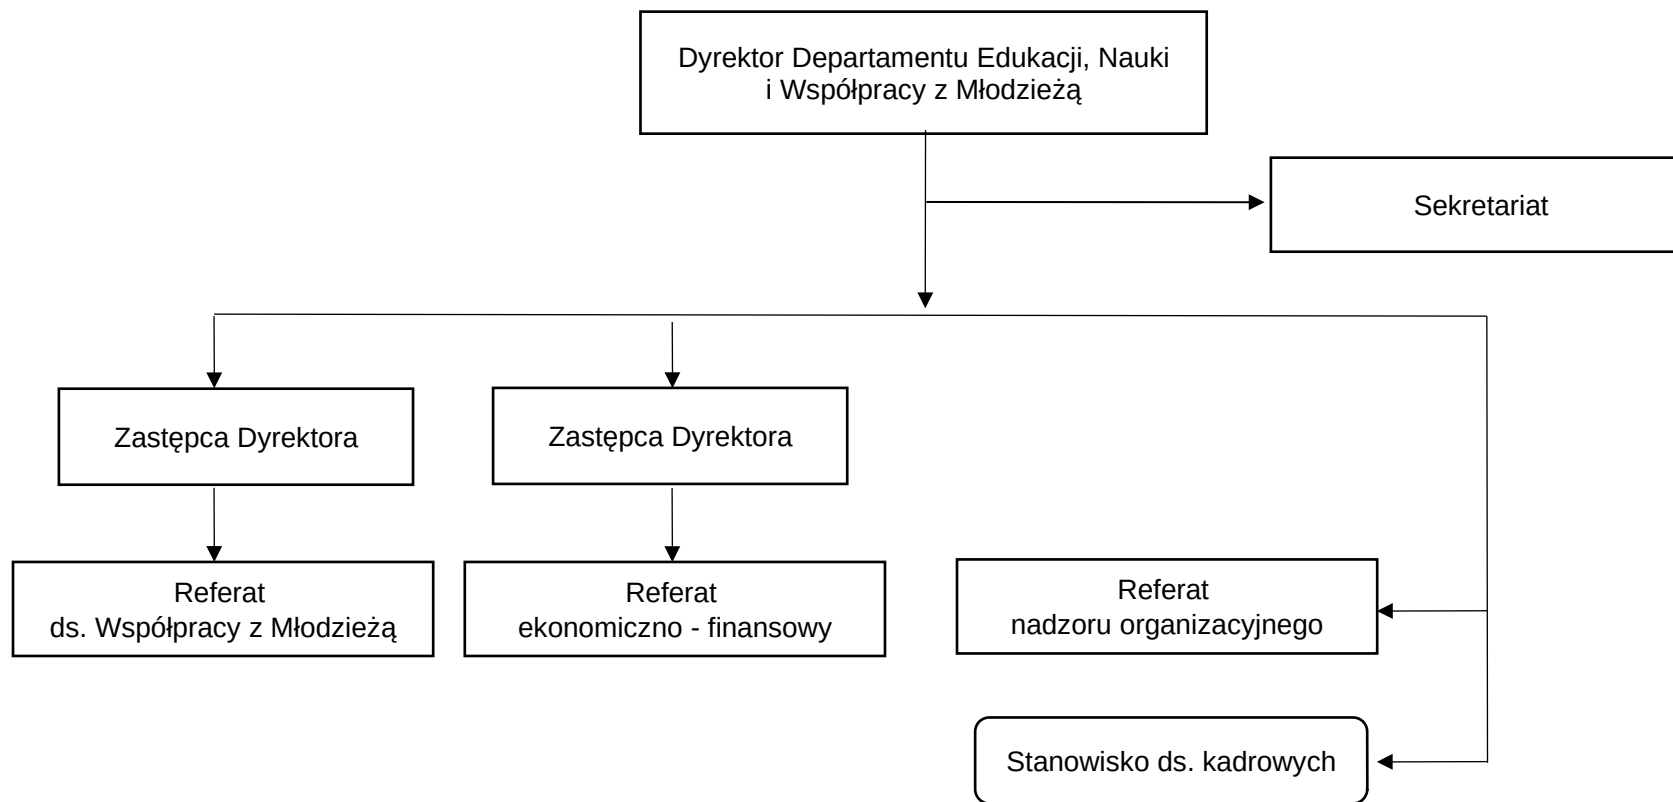 Dyrektor Departamentu Edukacji, Nauki
i Współpracy z Młodzieżą
Sekretariat
Zastępca Dyrektora
Zastępca Dyrektora
Referat
ds. Współpracy z Młodzieżą
Referat
ekonomiczno - finansowy
Referat
nadzoru organizacyjnego
Stanowisko ds. kadrowych